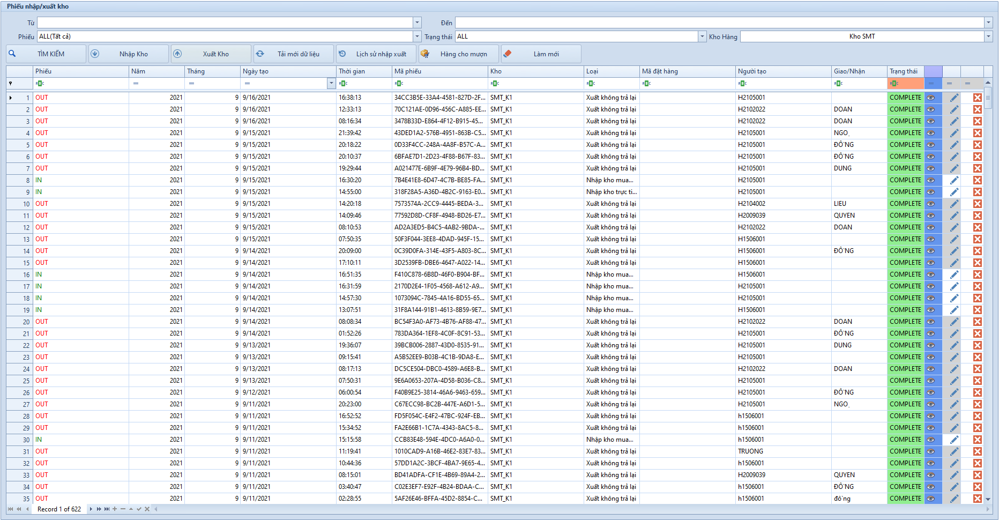 Phiếu nhập/xuất kho
Từ Đến
Phiếu ALL(Tất cả) Trạng thái ALL Kho Hàng Kho SMT
TÌM KIẾM Nhập Kho Xuất Kho Tải mới dữ liệu Lịch sử nhập xuất Hàng cho mượn Làm mới
Phiếu Năm Tháng Ngày tạo Thời gian Mã phiếu Kho Loại Mã đặt hàng Người tạo Giao/Nhận Trạng thái
ABC = = = ABC ABC ABC ABC ABC ABC ABC ABC = = =
1 OUT 2021 9 9/16/2021 16:38:13 34CC3B5E-33A4-4581-827D-2F... SMT_K1 Xuất không trả lại H2105001 COMPLETE
2 OUT 2021 9 9/16/2021 12:33:13 70C121AE-0D96-456C-A885-EE... SMT_K1 Xuất không trả lại H2102022 DOAN COMPLETE
3 OUT 2021 9 9/16/2021 08:16:34 3478B33D-E864-4F12-B915-45... SMT_K1 Xuất không trả lại H2102022 DOAN COMPLETE
4 OUT 2021 9 9/15/2021 21:39:42 43DED1A2-576B-4951-863B-C5... SMT_K1 Xuất không trả lại H2105001 NGỌ COMPLETE
5 OUT 2021 9 9/15/2021 20:18:22 0D33F4CC-248A-4A8F-B57C-A... SMT_K1 Xuất không trả lại H2105001 ĐỒNG COMPLETE
6 OUT 2021 9 9/15/2021 20:10:37 6BFAE7D1-2D23-4F88-B67F-83... SMT_K1 Xuất không trả lại H2105001 ĐỒNG COMPLETE
7 OUT 2021 9 9/15/2021 19:29:44 A021477E-6B9F-4E79-96B4-BD... SMT_K1 Xuất không trả lại H2105001 DUNG COMPLETE
8 IN 2021 9 9/15/2021 16:30:20 7B4E41E8-6D47-4C7B-BE85-FA... SMT_K1 Nhập kho mua... H2105001 COMPLETE
9 IN 2021 9 9/15/2021 14:55:00 318F28A5-A36D-4B2C-9163-E0... SMT_K1 Nhập kho trực ti... H2105001 COMPLETE
10 OUT 2021 9 9/15/2021 14:20:18 7573574A-2CC9-4445-BEDA-3... SMT_K1 Xuất không trả lại H2104002 LIEU COMPLETE
11 OUT 2021 9 9/15/2021 14:09:46 77592D8D-CF8F-4948-BD26-E7... SMT_K1 Xuất không trả lại H2009039 QUYEN COMPLETE
12 OUT 2021 9 9/15/2021 08:10:53 AD2A3ED5-B4C5-4AB2-9BDA-... SMT_K1 Xuất không trả lại H2102022 DOAN COMPLETE
13 OUT 2021 9 9/15/2021 07:50:35 50F3F044-3EE8-4DAD-945F-15... SMT_K1 Xuất không trả lại H1506001 COMPLETE
14 OUT 2021 9 9/14/2021 20:09:00 0C39D0FA-314E-43F5-A803-8C... SMT_K1 Xuất không trả lại H1506001 ĐỒNG COMPLETE
15 OUT 2021 9 9/14/2021 17:10:11 3D2539FB-DBE6-4647-A022-14... SMT_K1 Xuất không trả lại H1506001 COMPLETE
16 IN 2021 9 9/14/2021 16:51:35 F410C878-6B8D-46F0-B904-BF... SMT_K1 Nhập kho mua... H1506001 COMPLETE
17 IN 2021 9 9/14/2021 16:31:59 2170D2E4-1F05-4568-A612-A9... SMT_K1 Nhập kho mua... H1506001 COMPLETE
18 IN 2021 9 9/14/2021 14:57:30 1073094C-7845-4A16-BD55-65... SMT_K1 Nhập kho mua... H1506001 COMPLETE
19 IN 2021 9 9/14/2021 13:07:51 31F8A144-91B1-4613-8B59-9E7... SMT_K1 Nhập kho mua... H1506001 COMPLETE
20 OUT 2021 9 9/14/2021 08:08:34 BC54F3A0-AF73-4B76-AF88-47... SMT_K1 Xuất không trả lại H2102022 DOAN COMPLETE
21 OUT 2021 9 9/14/2021 01:52:26 783DA364-1EF8-4C0F-8C91-53... SMT_K1 Xuất không trả lại H2105001 ĐỒNG COMPLETE
22 OUT 2021 9 9/13/2021 19:36:07 39BCB006-2887-43D0-8535-91... SMT_K1 Xuất không trả lại H2105001 DUNG COMPLETE
23 OUT 2021 9 9/13/2021 09:15:41 A5B52EE9-B03B-4C1B-9DA8-E... SMT_K1 Xuất không trả lại H2105001 COMPLETE
24 OUT 2021 9 9/13/2021 08:17:13 DC5CE504-DBC0-4589-A6E8-B... SMT_K1 Xuất không trả lại H2102022 DOAN COMPLETE
25 OUT 2021 9 9/13/2021 07:50:31 9E6A0653-207A-4D58-B036-C8... SMT_K1 Xuất không trả lại H2105001 COMPLETE
26 OUT 2021 9 9/12/2021 06:00:54 F40B9E25-3814-46A6-9463-659... SMT_K1 Xuất không trả lại H2105001 ĐỒNG COMPLETE
27 OUT 2021 9 9/11/2021 20:23:00 C67ECC98-BC2B-447E-A6D1-5... SMT_K1 Xuất không trả lại H2105001 NGỌ COMPLETE
28 OUT 2021 9 9/11/2021 16:52:52 FD5F054C-E4F2-47BC-924F-EB... SMT_K1 Xuất không trả lại h1506001 COMPLETE
29 OUT 2021 9 9/11/2021 15:34:52 FA2E66B1-1C7A-4343-8AC5-8... SMT_K1 Xuất không trả lại h1506001 COMPLETE
30 IN 2021 9 9/11/2021 15:15:58 CCB83E48-594E-4DC0-A6A0-0... SMT_K1 Nhập kho mua... h1506001 COMPLETE
31 OUT 2021 9 9/11/2021 11:19:41 1010CAD9-A16B-46E2-83E7-83... SMT_K1 Xuất không trả lại TRUONG COMPLETE
32 OUT 2021 9 9/11/2021 10:44:36 57DD1A2C-3BCF-4BA7-9E65-4... SMT_K1 Xuất không trả lại h1506001 COMPLETE
33 OUT 2021 9 9/11/2021 08:15:01 BD41ADFA-CF1E-4B69-89A4-2... SMT_K1 Xuất không trả lại H2009039 QUYEN COMPLETE
34 OUT 2021 9 9/11/2021 03:40:47 C02E3EF7-E92F-4B24-BDAA-C... SMT_K1 Xuất không trả lại h1506001 ĐỒNG COMPLETE
35 OUT 2021 9 9/11/2021 02:28:55 5AF26E46-BFFA-45D2-8854-C... SMT_K1 Xuất không trả lại h1506001 đồng COMPLETE
Record 1 of 622